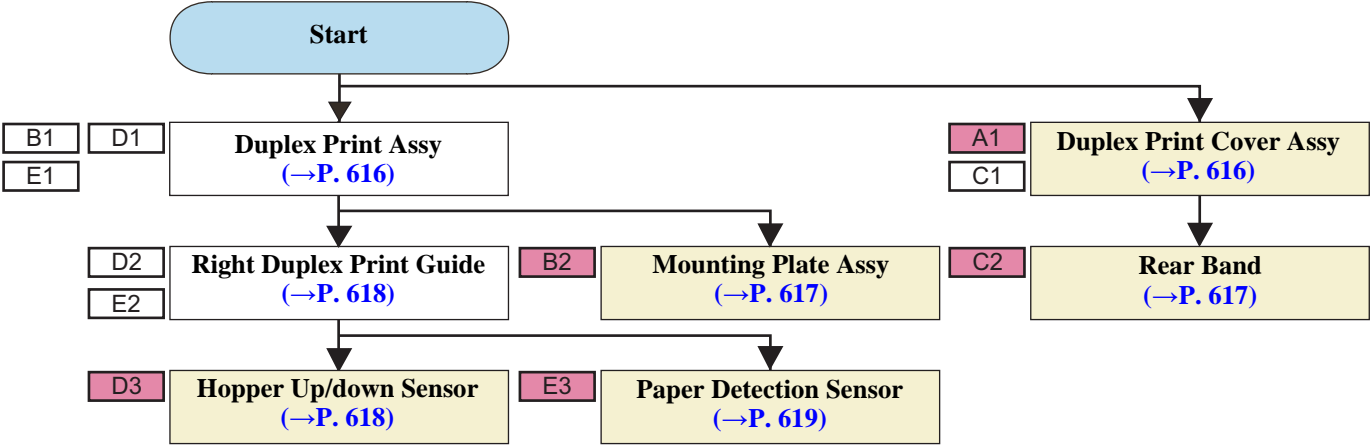 Start
B1 D1
E1
Duplex Print Assy
(→P. 616)
A1
C1
Duplex Print Cover Assy
(→P. 616)
D2
E2
Right Duplex Print Guide
(→P. 618)
B2
Mounting Plate Assy
(→P. 617)
C2
Rear Band
(→P. 617)
D3
Hopper Up/down Sensor
(→P. 618)
E3
Paper Detection Sensor
(→P. 619)